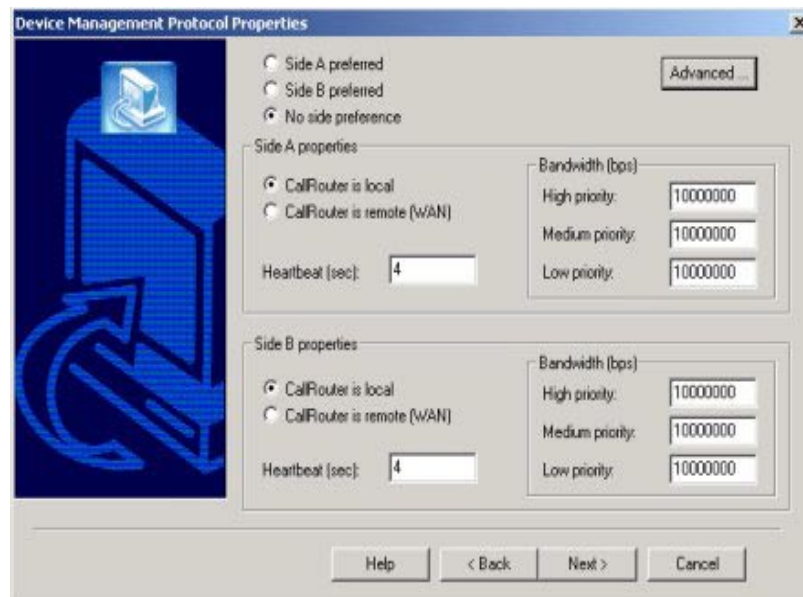 Device Management Protocol Properties
Side A preferred
Side B preferred
No side preference
Advanced ...
Side A properties
CallRouter is local
CallRouter is remote (WAN)
Heartbeat (sec): 4
Bandwidth (bps)
High priority: 10000000
Medium priority: 10000000
Low priority: 10000000
Side B properties
CallRouter is local
CallRouter is remote (WAN)
Heartbeat (sec): 4
Bandwidth (bps)
High priority: 10000000
Medium priority: 10000000
Low priority: 10000000
Help
< Back
Next >
Cancel